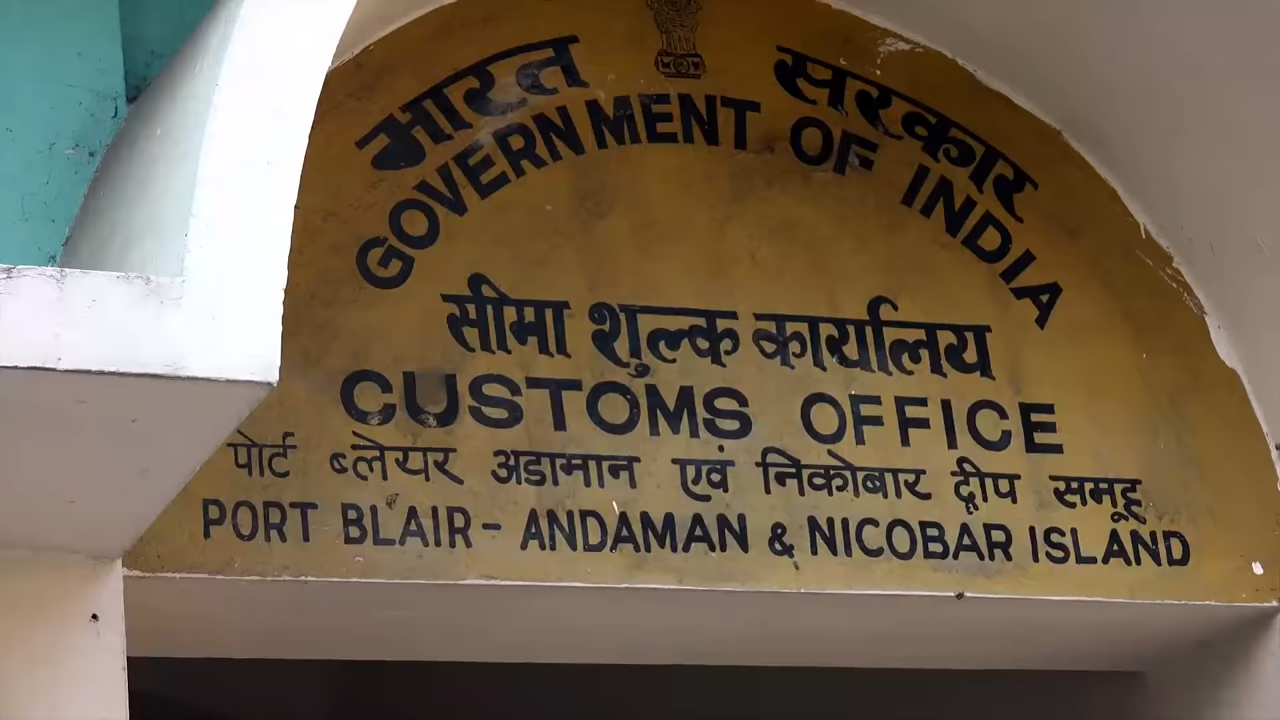 भारत सरकार
GOVERNMENT OF INDIA
सीमा शुल्क कार्यालय
CUSTOMS OFFICE
पोर्ट ब्लेयर अडामान एवं निकोबार द्वीप समूह
PORT BLAIR - ANDAMAN & NICOBAR ISLAND